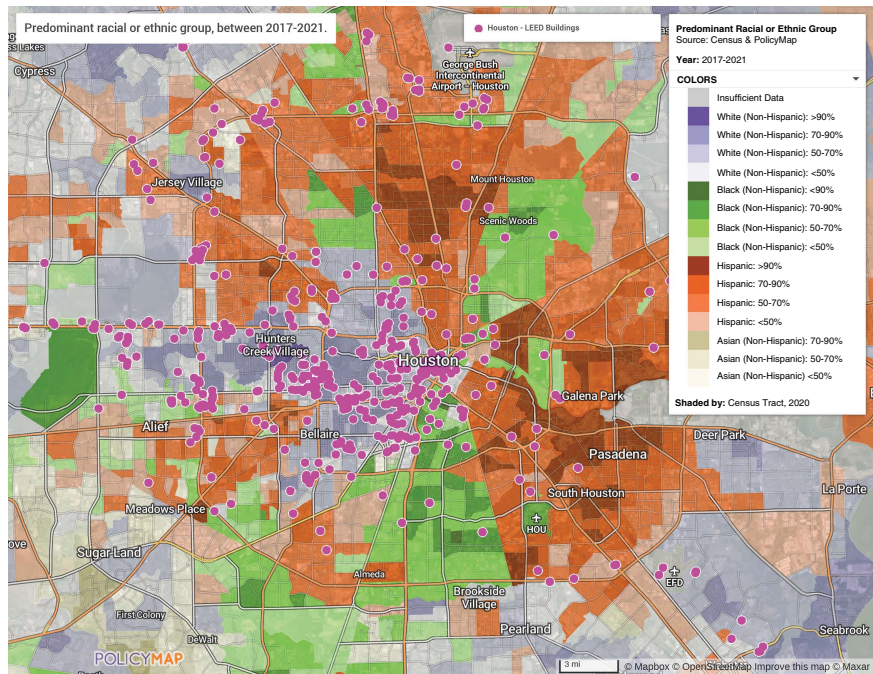 Predominant racial or ethnic group, between 2017-2021.
Houston - LEED Buildings
Predominant Racial or Ethnic Group
Source: Census & PolicyMap
Year: 2017-2021
COLORS
Insufficient Data
White (Non-Hispanic): >90%
White (Non-Hispanic): 70-90%
White (Non-Hispanic): 50-70%
White (Non-Hispanic): <50%
Black (Non-Hispanic): <90%
Black (Non-Hispanic): 70-90%
Black (Non-Hispanic): 50-70%
Black (Non-Hispanic): <50%
Hispanic: >90%
Hispanic: 70-90%
Hispanic: 50-70%
Hispanic: <50%
Asian (Non-Hispanic): 70-90%
Asian (Non-Hispanic): 50-70%
Asian (Non-Hispanic) <50%
Shaded by: Census Tract, 2020
ss Lakes
Cypress
George Bush
Intercontinental
Airport - Houston
Jersey Village
Mount Houston
Scenic Woods
Hunters
Creek Village
Houston
Galena Park
Alief
Bellaire
Deer Park
Pasadena
La Porte
South Houston
Meadows Place
HOU
ove
Sugar Land
Almeda
EFD
Brookside
Village
First Colony
Pearland
Seabrook
DeWalt
POLICYMAP
3 mi
© Mapbox © OpenStreetMap Improve this map © Maxar